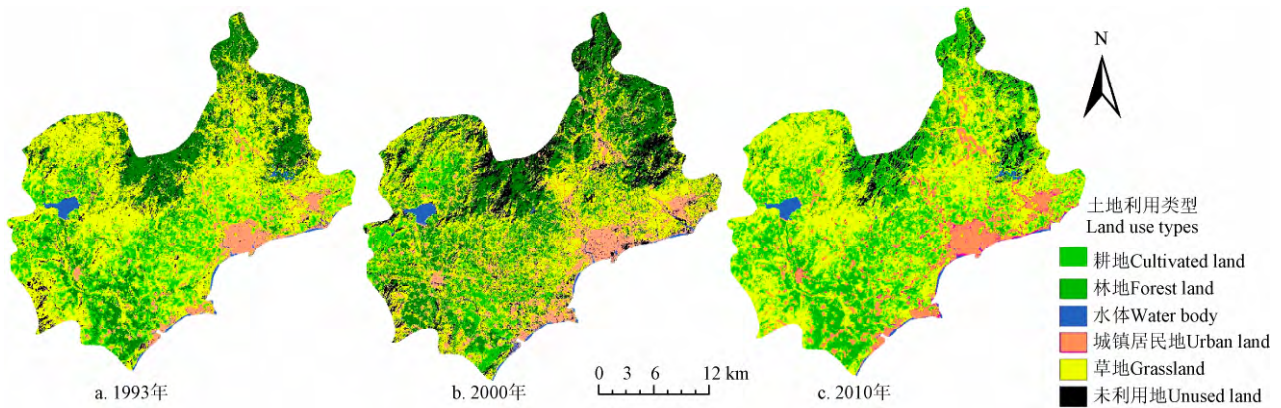 N
土地利用类型
Land use types
耕地Cultivated land
林地Forest land
水体Water body
城镇居民地Urban land
草地Grassland
未利用地Unused land
a. 1993年
b. 2000年
0 3 6 12 km
c. 2010年